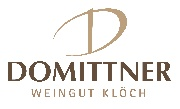 D
DOMITTNER
WEINGUT KLÖCH